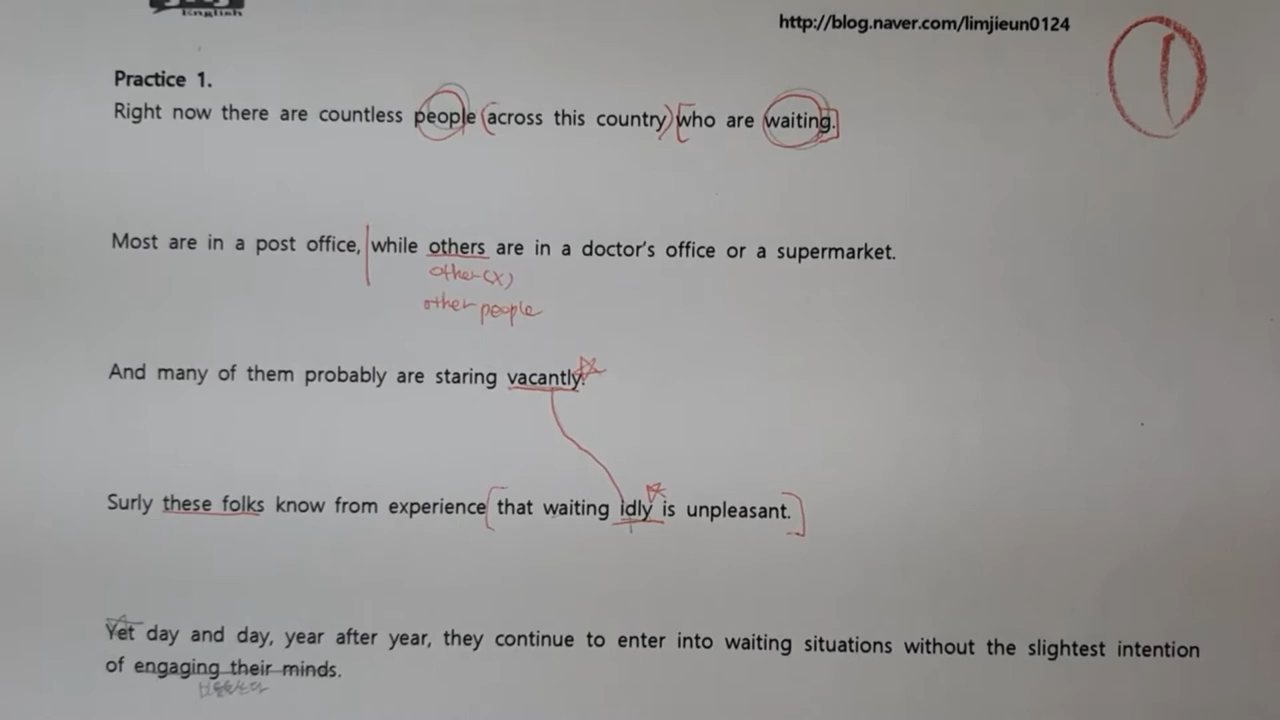 English
http://blog.naver.com/limjieun0124
1
Practice 1.
Right now there are countless people (across this country) [who are waiting.]
Most are in a post office, while others are in a doctor's office or a supermarket.
other(x)
other people
And many of them probably are staring vacantly.
Surly these folks know from experience [that waiting idly is unpleasant.]
Yet day and day, year after year, they continue to enter into waiting situations without the slightest intention
of engaging their minds.